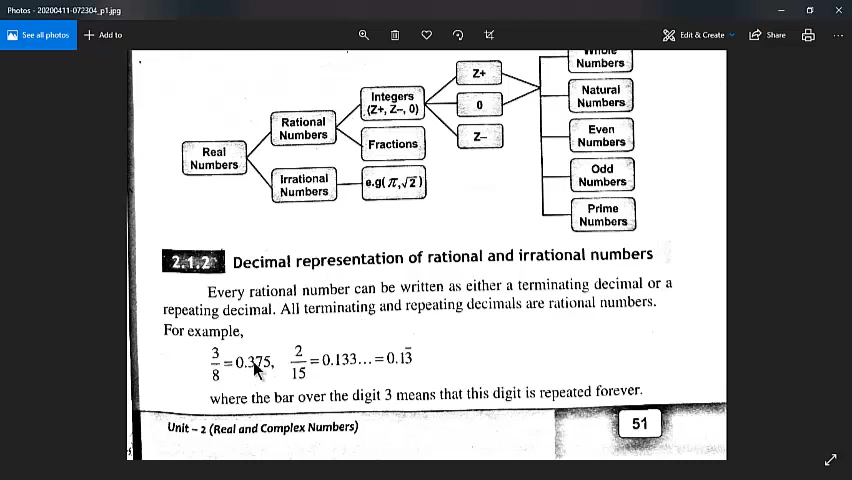 Photos - 20200411-072304_p1.jpg
See all photos
Add to
Edit & Create
Share
Whole
Numbers
Natural
Numbers
Even
Numbers
Odd
Numbers
Prime
Numbers
Z+
0
Z–
Integers
(Z+, Z–, 0)
Fractions
e.g(π,√2)
Rational
Numbers
Irrational
Numbers
Real
Numbers
2.1.2 Decimal representation of rational and irrational numbers
Every rational number can be written as either a terminating decimal or a
repeating decimal. All terminating and repeating decimals are rational numbers.
For example,
3/8 = 0.375, 2/15 = 0.133... = 0.13̅
where the bar over the digit 3 means that this digit is repeated forever.
Unit – 2 (Real and Complex Numbers)
51